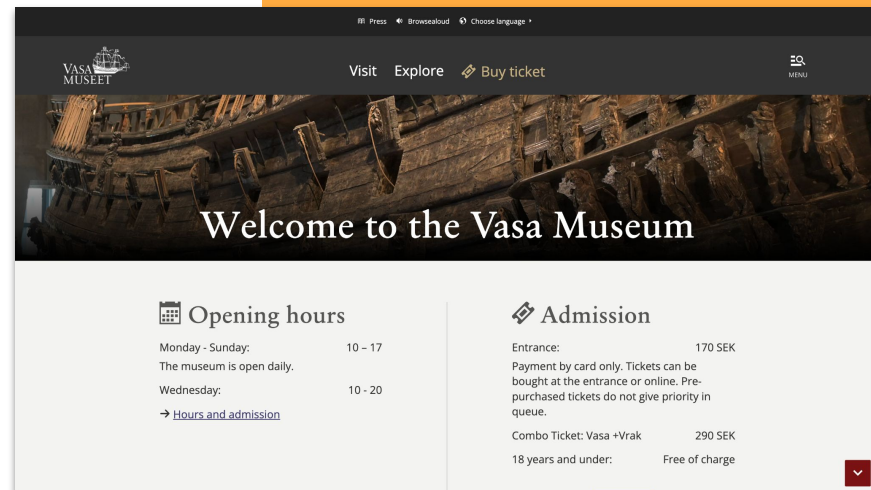 Press Browsealoud Choose language
VASA
MUSEET
Visit Explore Buy ticket
MENU
Welcome to the Vasa Museum
Opening hours
Monday - Sunday: 10 – 17
The museum is open daily.
Wednesday: 10 - 20
→ Hours and admission
Admission
Entrance: 170 SEK
Payment by card only. Tickets can be
bought at the entrance or online. Pre-
purchased tickets do not give priority in
queue.
Combo Ticket: Vasa +Vrak 290 SEK
18 years and under: Free of charge